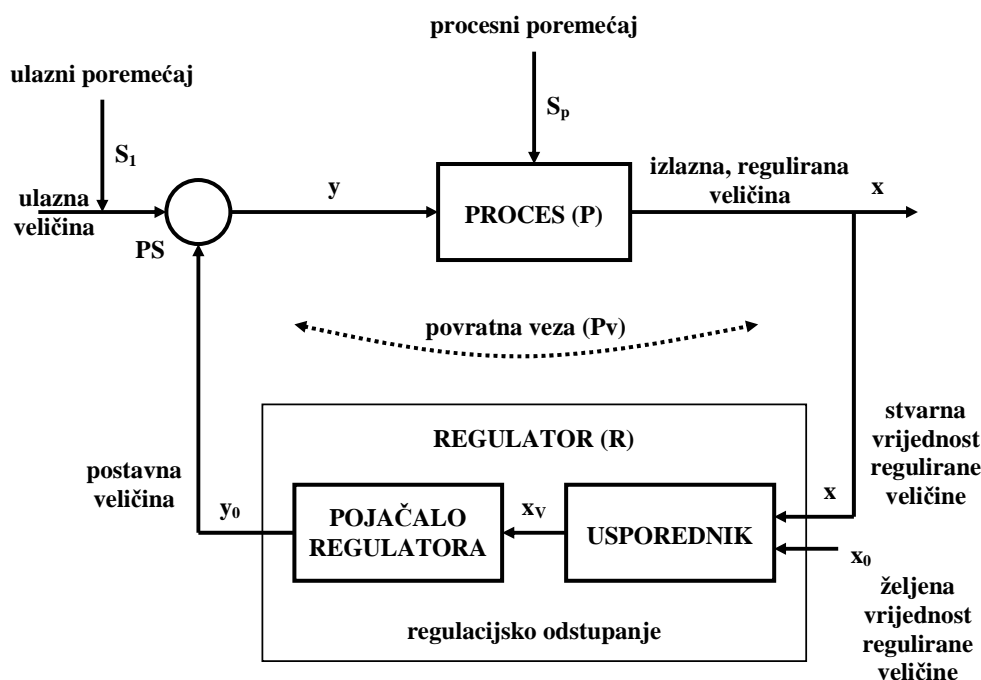 procesni poremećaj
ulazni poremećaj
Sₚ
S₁
izlazna, regulirana
veličina
y
x
ulazna
veličina
PROCES (P)
PS
povratna veza (Pv)
REGULATOR (R)
stvarna
vrijednost
regulirane
veličine
postavna
veličina
y₀
POJAČALO
REGULATORA
xV
USPOREDNIK
x
x₀
željena
vrijednost
regulirane
veličine
regulacijsko odstupanje